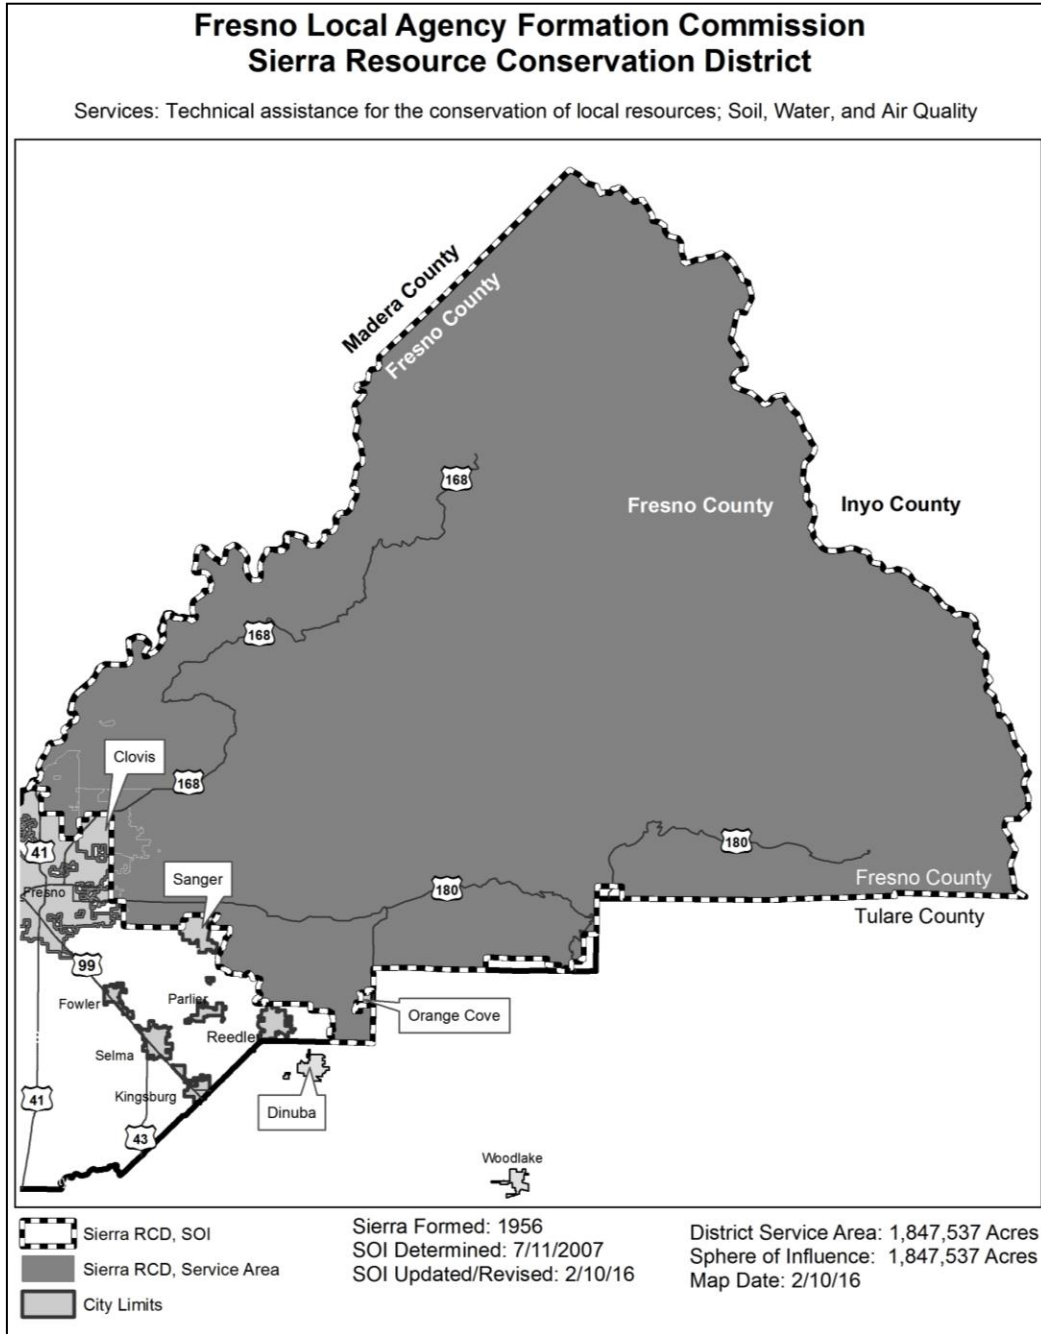 Fresno Local Agency Formation Commission
Sierra Resource Conservation District
Services: Technical assistance for the conservation of local resources; Soil, Water, and Air Quality
Madera County
Fresno County
168
Fresno County
Inyo County
168
Clovis
168
41
180
Sanger
Fresno
180
Fresno County
Tulare County
99
Fowler
Parlier
Orange Cove
Reedley
Selma
Kingsburg
41
Dinuba
43
Woodlake
Sierra RCD, SOI
Sierra RCD, Service Area
City Limits
Sierra Formed: 1956
SOI Determined: 7/11/2007
SOI Updated/Revised: 2/10/16
District Service Area: 1,847,537 Acres
Sphere of Influence: 1,847,537 Acres
Map Date: 2/10/16